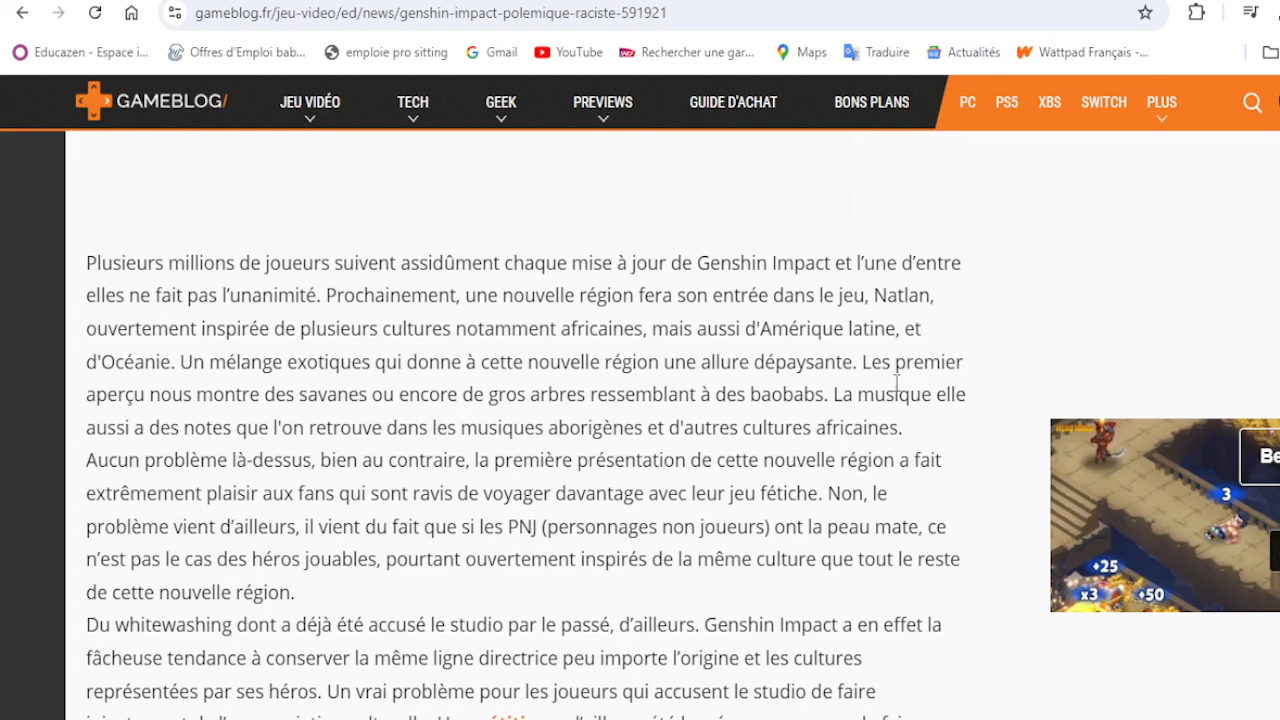 gameblog.fr/jeu-video/ed/news/genshin-impact-polemique-raciste-591921
Educazen - Espace i... Offres d'Emploi bab... emploie pro sitting Gmail YouTube Rechercher une gar... Maps Traduire Actualités Wattpad Français -...
GAMEBLOG/ JEU VIDÉO TECH GEEK PREVIEWS GUIDE D'ACHAT BONS PLANS PC PS5 XBS SWITCH PLUS
Plusieurs millions de joueurs suivent assidûment chaque mise à jour de Genshin Impact et l’une d’entre
elles ne fait pas l’unanimité. Prochainement, une nouvelle région fera son entrée dans le jeu, Natlan,
ouvertement inspirée de plusieurs cultures notamment africaines, mais aussi d'Amérique latine, et
d'Océanie. Un mélange exotiques qui donne à cette nouvelle région une allure dépaysante. Les premier
aperçu nous montre des savanes ou encore de gros arbres ressemblant à des baobabs. La musique elle
aussi a des notes que l'on retrouve dans les musiques aborigènes et d'autres cultures africaines.
Aucun problème là-dessus, bien au contraire, la première présentation de cette nouvelle région a fait
extrêmement plaisir aux fans qui sont ravis de voyager davantage avec leur jeu fétiche. Non, le
problème vient d’ailleurs, il vient du fait que si les PNJ (personnages non joueurs) ont la peau mate, ce
n’est pas le cas des héros jouables, pourtant ouvertement inspirés de la même culture que tout le reste
de cette nouvelle région.
Du whitewashing dont a déjà été accusé le studio par le passé, d’ailleurs. Genshin Impact a en effet la
fâcheuse tendance à conserver la même ligne directrice peu importe l’origine et les cultures
représentées par ses héros. Un vrai problème pour les joueurs qui accusent le studio de faire
Be
3
+25
x3 +50